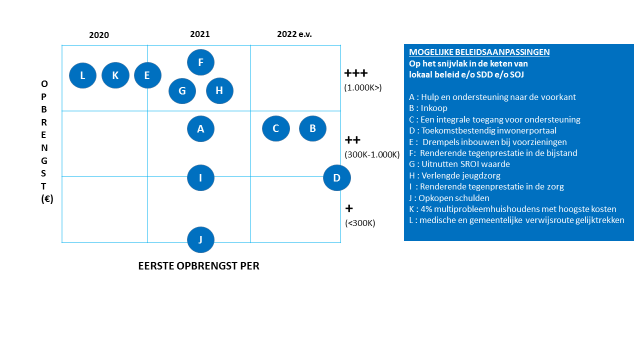 2020
2021
2022 e.v.
OPBRENGST (€)
L
K
E
F
G
H
A
C
B
I
D
J
+++
(1.000K>)
++
(300K-1.000K)
+
(<300K)
EERSTE OPBRENGST PER
MOGELIJKE BELEIDSAANPASSINGEN
Op het snijvlak in de keten van
lokaal beleid e/o SDD e/o SOJ
A : Hulp en ondersteuning naar de voorkant
B : Inkoop
C : Een integrale toegang voor ondersteuning
D : Toekomstbestendig inwonerportaal
E : Drempels inbouwen bij voorzieningen
F: Renderende tegenprestatie in de bijstand
G : Uitnutten SROI waarde
H : Verlengde jeugdzorg
I : Renderende tegenprestatie in de zorg
J : Opkopen schulden
K : 4% multiprobleemhuishoudens met hoogste kosten
L : medische en gemeentelijke verwijsroute gelijktrekken